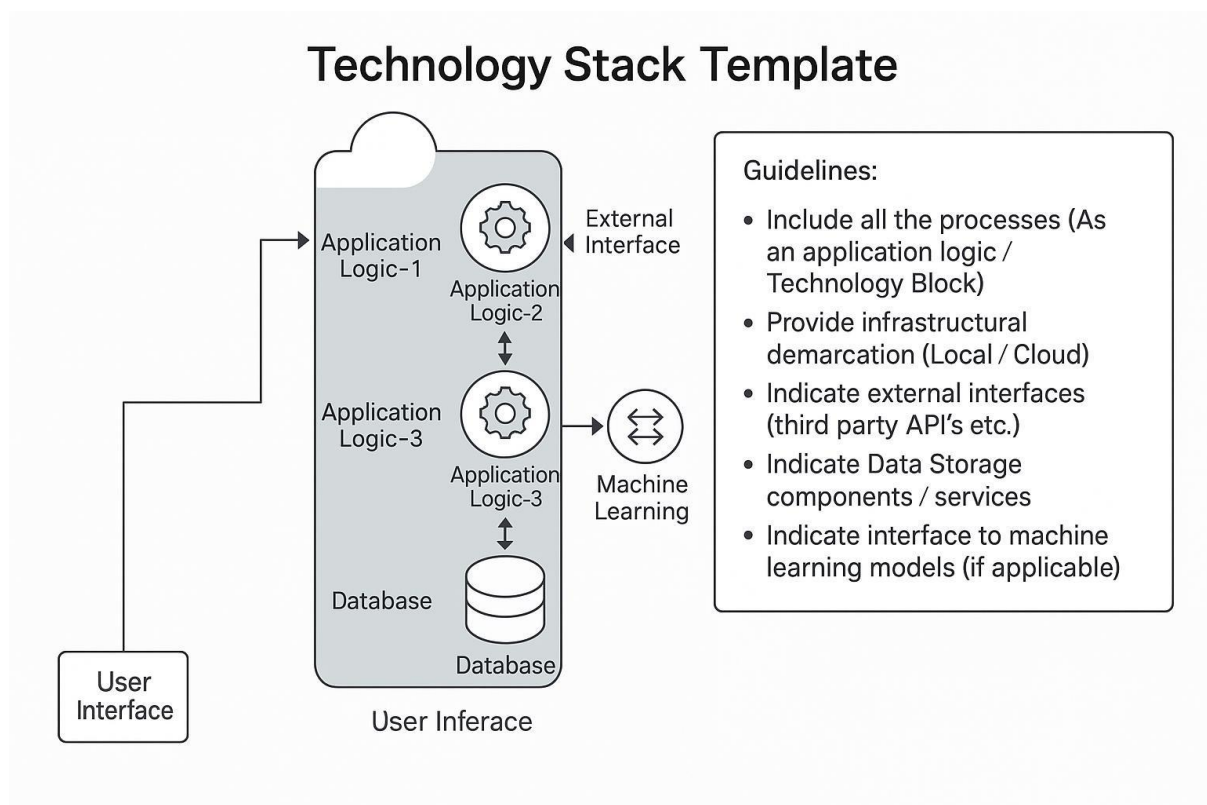 Technology Stack Template
Application
Logic-1
Application
Logic-2
External
Interface
Application
Logic-3
Application
Logic-3
Machine
Learning
Database
Database
User Inferace
User
Interface
Guidelines:
• Include all the processes (As
an application logic /
Technology Block)
• Provide infrastructural
demarcation (Local / Cloud)
• Indicate external interfaces
(third party API's etc.)
• Indicate Data Storage
components / services
• Indicate interface to machine
learning models (if applicable)